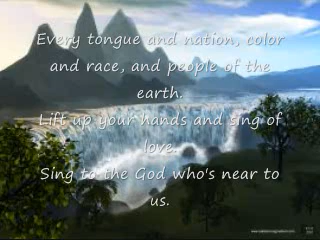 Every tongue and nation, color
and race, and people of the
earth.
Lift up your hands and sing of
love.
Sing to the God who's near to
us.